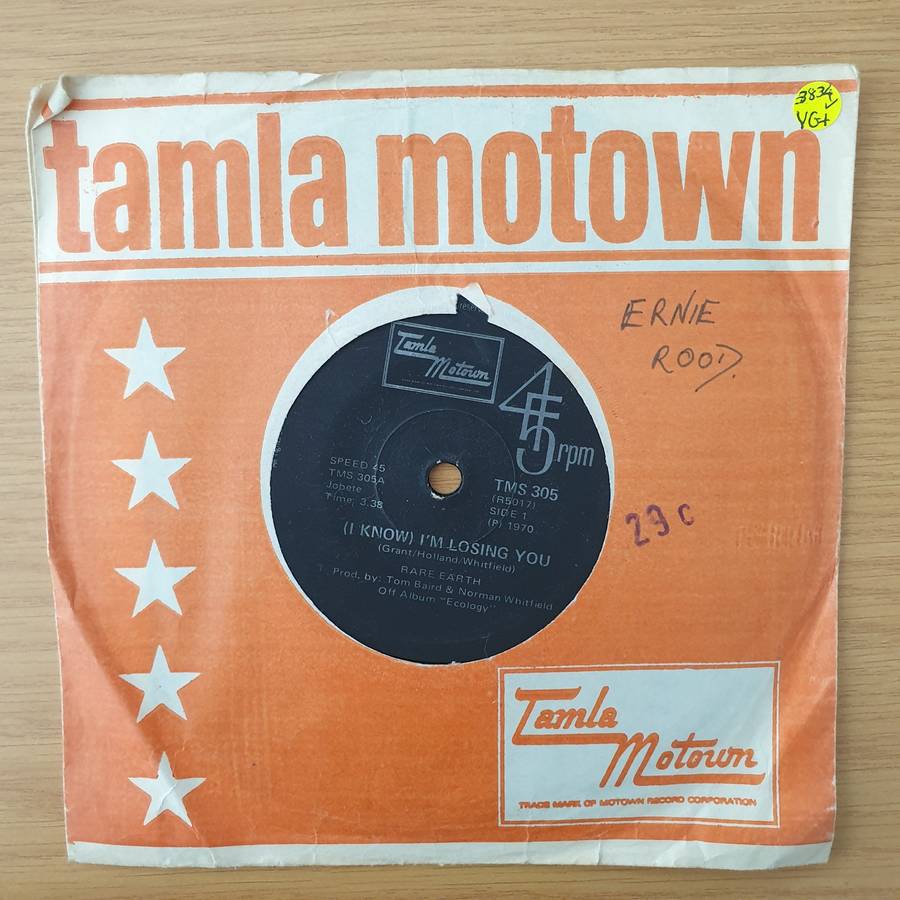 tamla motown
3834
VG+
ERNIE
ROOD.
Tamla
Motown
45 rpm
SPEED 45
TMS 305A
Jobete
Time; 3.38
TMS 305
(R5017)
SIDE 1
(P) 1970
(I KNOW) I'M LOSING YOU
(Grant/Holland/Whitfield)
RARE EARTH
Prod. by: Tom Baird & Norman Whitfield
Off Album "Ecology"
29c
Tamla
Motown
TRADE MARK OF MOTOWN RECORD CORPORATION